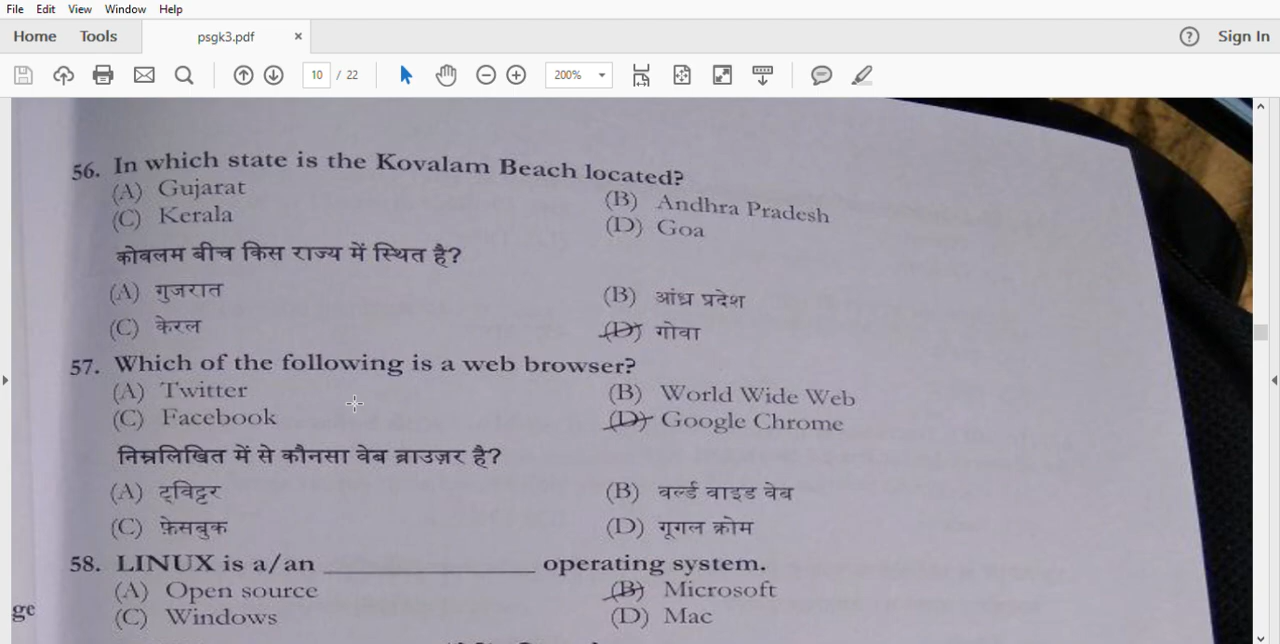 File Edit View Window Help
Home Tools psgk3.pdf × ? Sign In
10 / 22 200%
56. In which state is the Kovalam Beach located?
(A) Gujarat (B) Andhra Pradesh
(C) Kerala (D) Goa
कोवलम बीच किस राज्य में स्थित है?
(A) गुजरात (B) आंध्र प्रदेश
(C) केरल (D) गोवा
57. Which of the following is a web browser?
(A) Twitter (B) World Wide Web
(C) Facebook (D) Google Chrome
निम्नलिखित में से कौनसा वेब ब्राउज़र है?
(A) ट्विट्टर (B) वर्ल्ड वाइड वेब
(C) फ़ेसबुक (D) गूगल क्रोम
58. LINUX is a/an ____________ operating system.
(A) Open source (B) Microsoft
ge (C) Windows (D) Mac